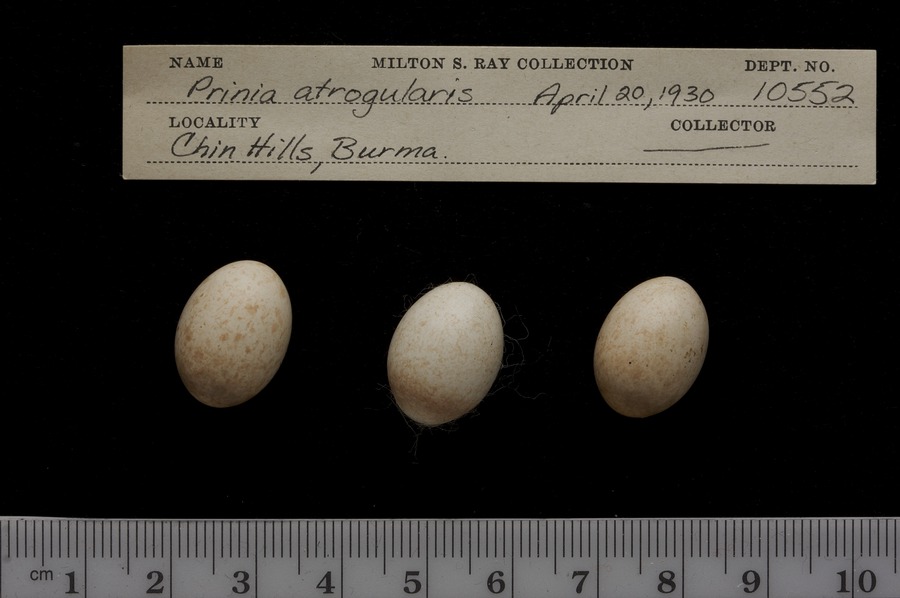 NAME MILTON S. RAY COLLECTION DEPT. NO.
Prinia atrogularis April 20, 1930 10552
LOCALITY COLLECTOR
Chin Hills, Burma.
cm 1 2 3 4 5 6 7 8 9 10